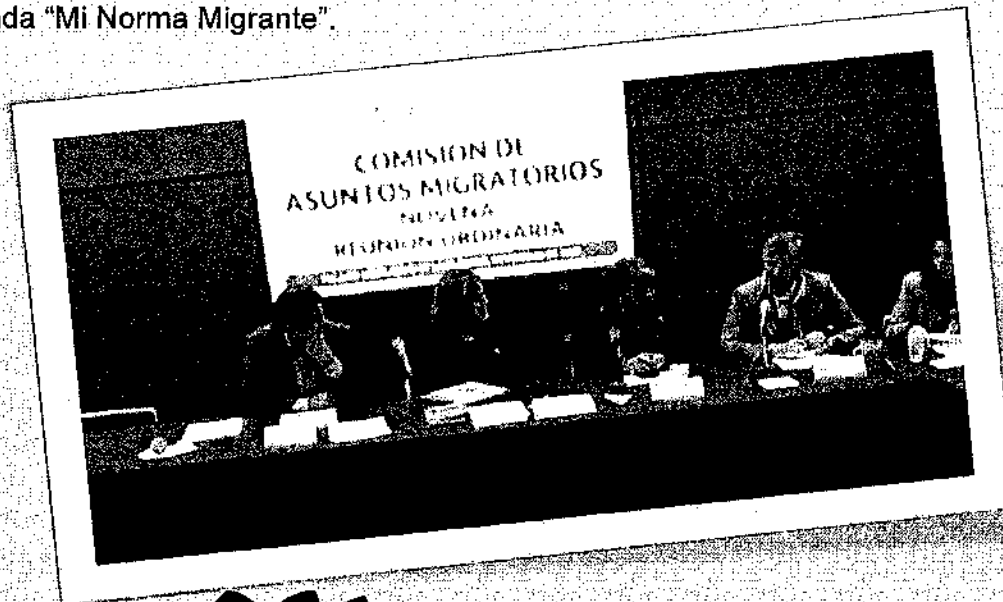 da “Mi Norma Migrante”.
COMISION DE
ASUNTOS MIGRATORIOS
NOVENA
REUNION ORDINARIA